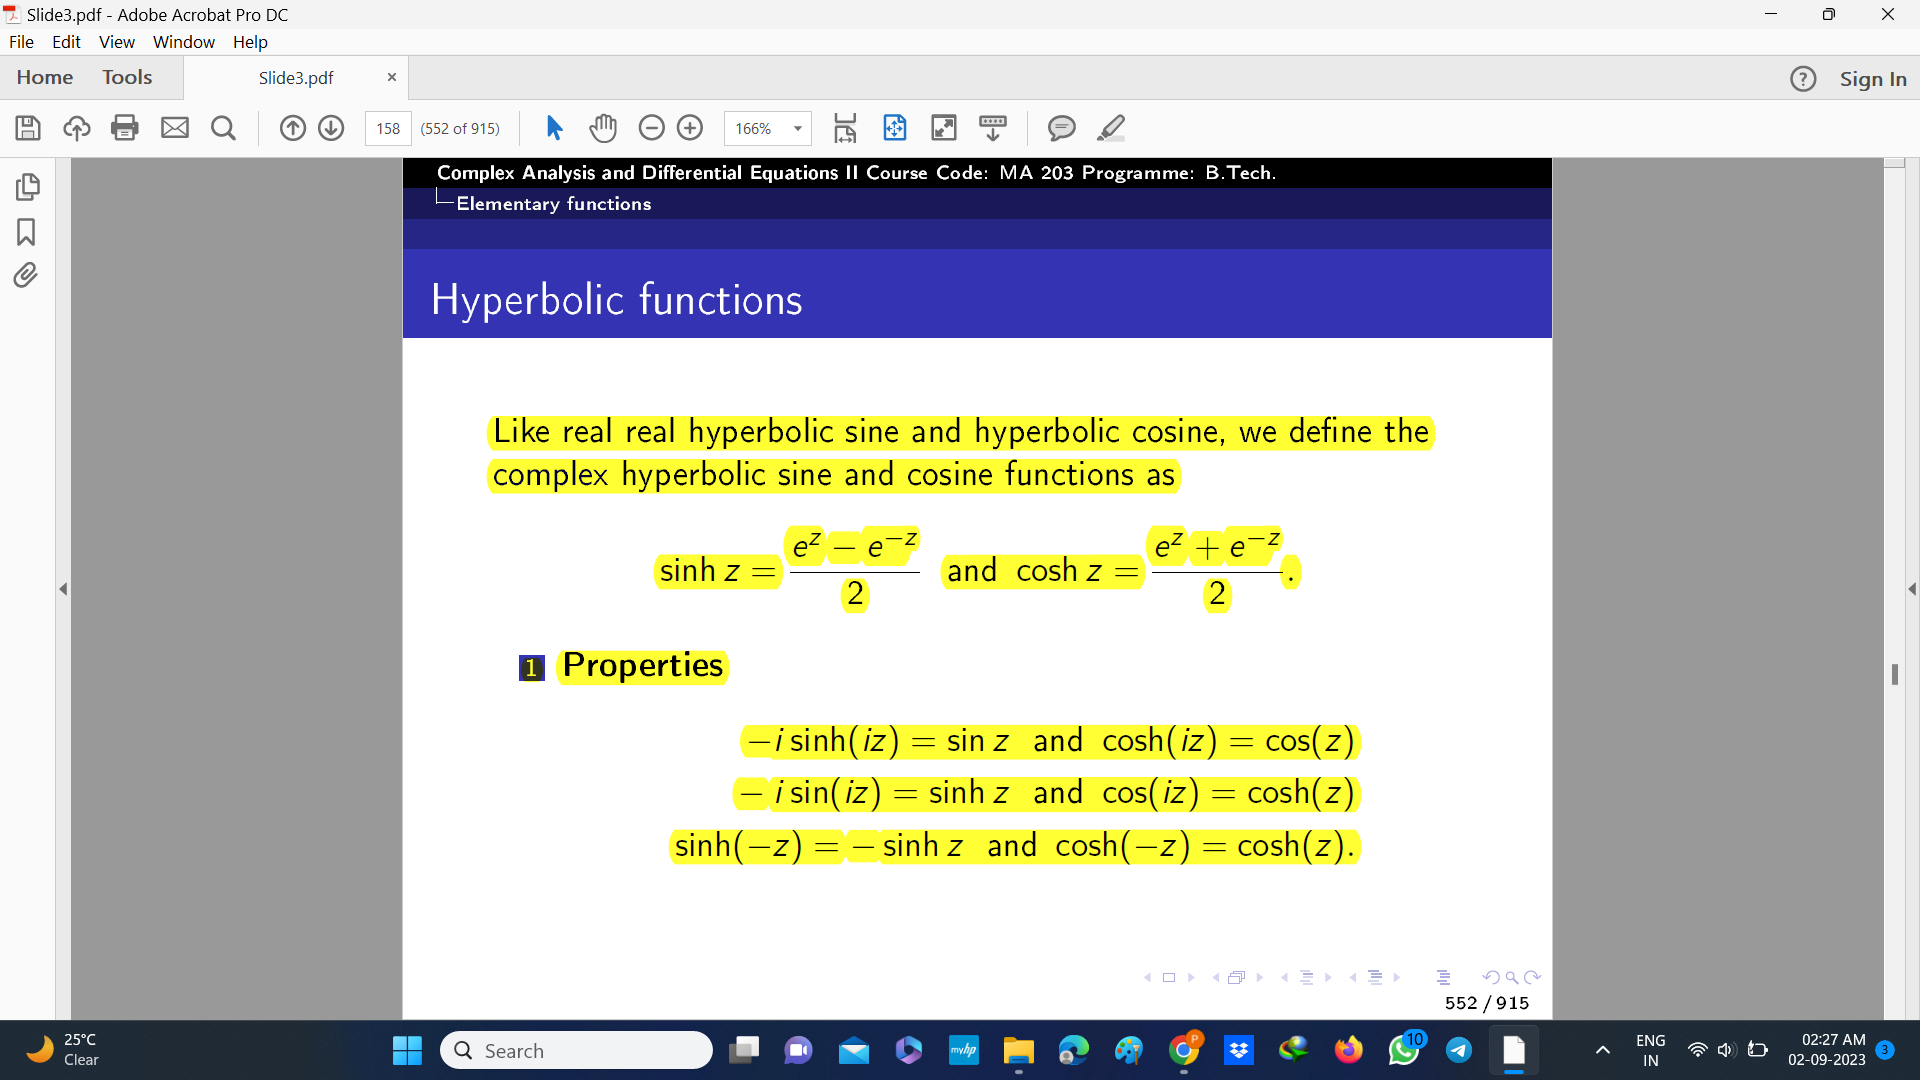 Slide3.pdf - Adobe Acrobat Pro DC
File Edit View Window Help
Home Tools Slide3.pdf × Sign In
158 (552 of 915) 166%
Complex Analysis and Differential Equations II Course Code: MA 203 Programme: B.Tech.
Elementary functions
Hyperbolic functions
Like real real hyperbolic sine and hyperbolic cosine, we define the
complex hyperbolic sine and cosine functions as
sinh z = (e^z − e^{−z})/2 and cosh z = (e^z + e^{−z})/2.
1 Properties
−i sinh(iz) = sin z and cosh(iz) = cos(z)
−i sin(iz) = sinh z and cos(iz) = cosh(z)
sinh(−z) = − sinh z and cosh(−z) = cosh(z).
552 / 915
25°C
Clear
Search
myhp
P
10
ENG
IN
02:27 AM
02-09-2023
3